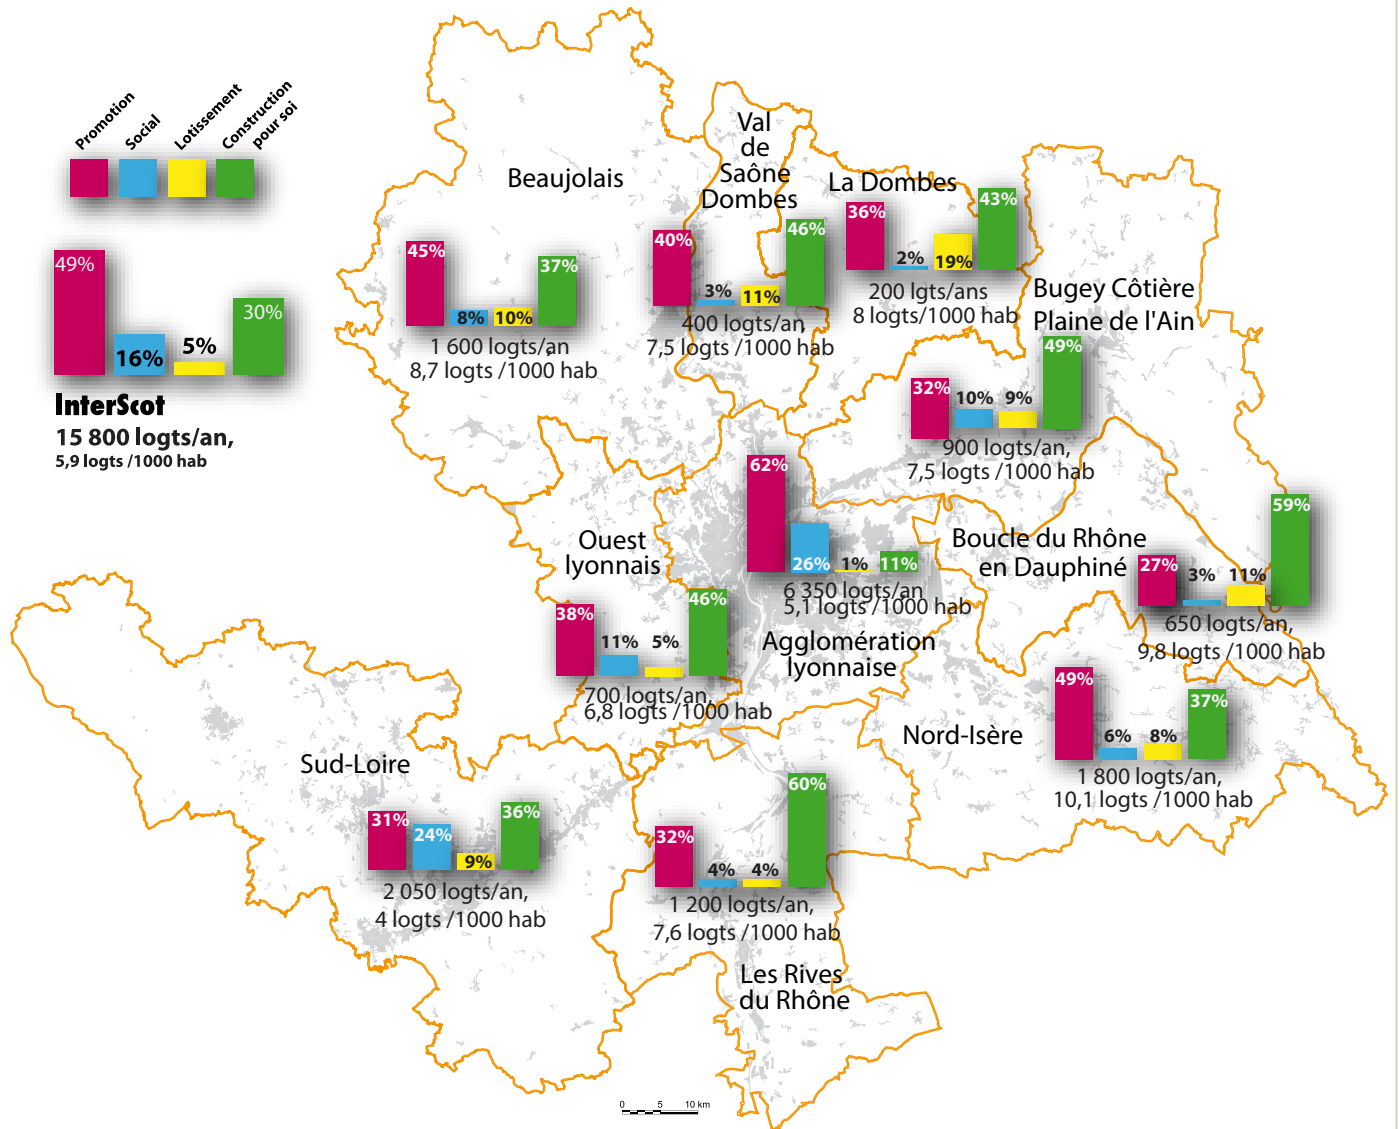 Promotion
Social
Lotissement
Construction
pour soi
49%
16%
5%
30%
InterScot
15 800 logts/an,
5,9 logts /1000 hab
Beaujolais
45%
8%
10%
37%
1 600 logts/an
8,7 logts /1000 hab
Val
de
Saône
Dombes
40%
3%
11%
46%
400 logts/an,
7,5 logts /1000 hab
La Dombes
36%
2%
19%
43%
200 lgts/ans
8 logts/1000 hab
Bugey Côtière
Plaine de l'Ain
32%
10%
9%
49%
900 logts/an,
7,5 logts /1000 hab
62%
26%
1%
11%
6 350 logts/an
5,1 logts /1000 hab
Agglomération
lyonnaise
Ouest
lyonnais
38%
11%
5%
46%
700 logts/an,
6,8 logts /1000 hab
Boucle du Rhône
en Dauphiné
27%
3%
11%
59%
650 logts/an,
9,8 logts /1000 hab
Nord-Isère
49%
6%
8%
37%
1 800 logts/an,
10,1 logts /1000 hab
Sud-Loire
31%
24%
9%
36%
2 050 logts/an,
4 logts /1000 hab
32%
4%
4%
60%
1 200 logts/an,
7,6 logts /1000 hab
Les Rives
du Rhône
0 5 10 km